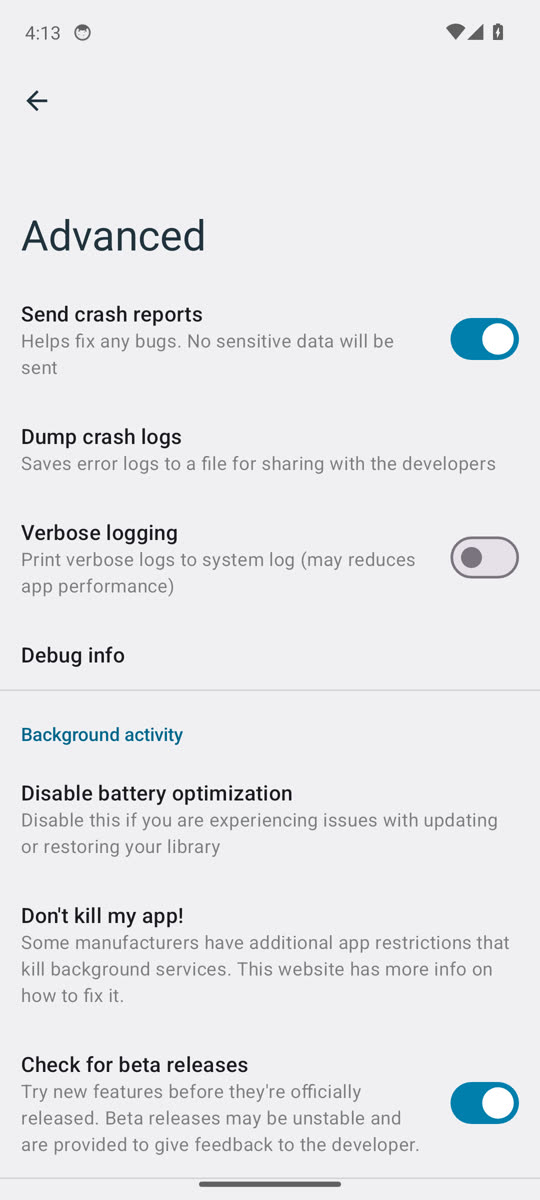 4:13
Advanced
Send crash reports
Helps fix any bugs. No sensitive data will be
sent
Dump crash logs
Saves error logs to a file for sharing with the developers
Verbose logging
Print verbose logs to system log (may reduces
app performance)
Debug info
Background activity
Disable battery optimization
Disable this if you are experiencing issues with updating
or restoring your library
Don't kill my app!
Some manufacturers have additional app restrictions that
kill background services. This website has more info on
how to fix it.
Check for beta releases
Try new features before they're officially
released. Beta releases may be unstable and
are provided to give feedback to the developer.